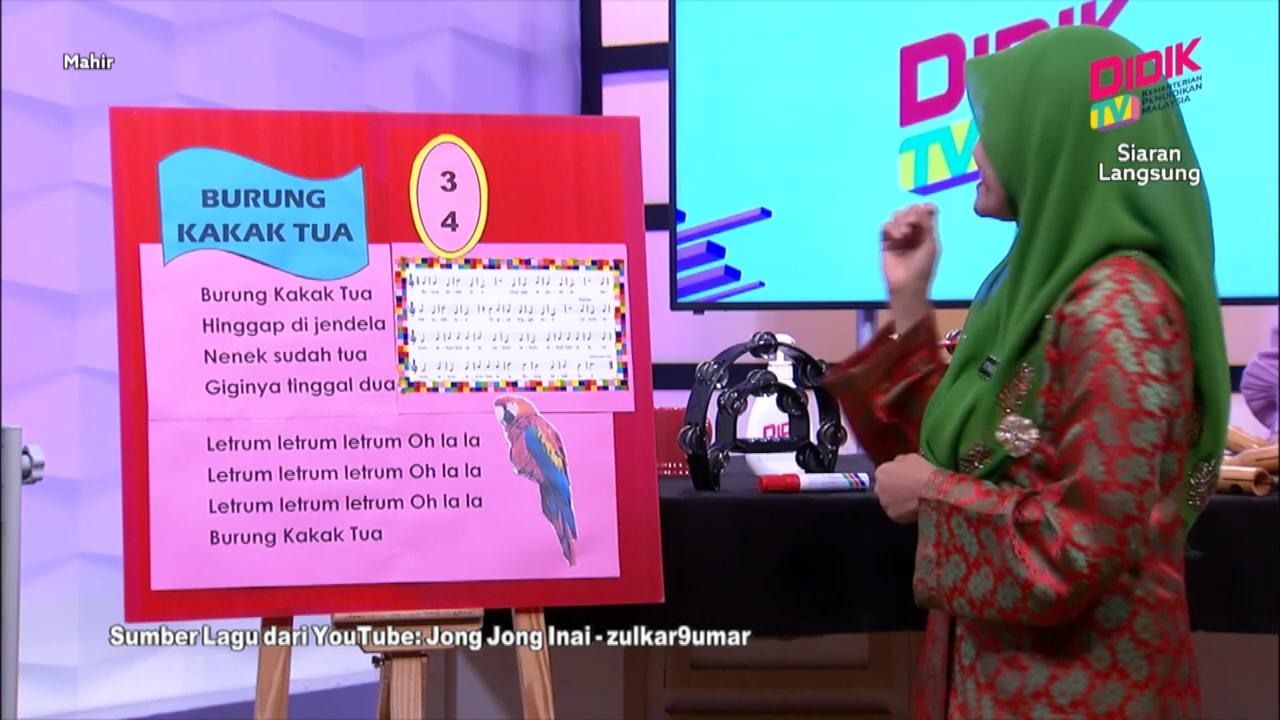 Mahir
DIDIK
TV
KEMENTERIAN
PENDIDIKAN
MALAYSIA
Siaran
Langsung
DIDIK
TV
BURUNG
KAKAK TUA
3
4
Burung Kakak Tua
Hinggap di jendela
Nenek sudah tua
Giginya tinggal dua
Letrum letrum letrum Oh la la
Letrum letrum letrum Oh la la
Letrum letrum letrum Oh la la
Burung Kakak Tua
Sumber Lagu dari YouTube: Jong Jong Inai - zulkar9umar